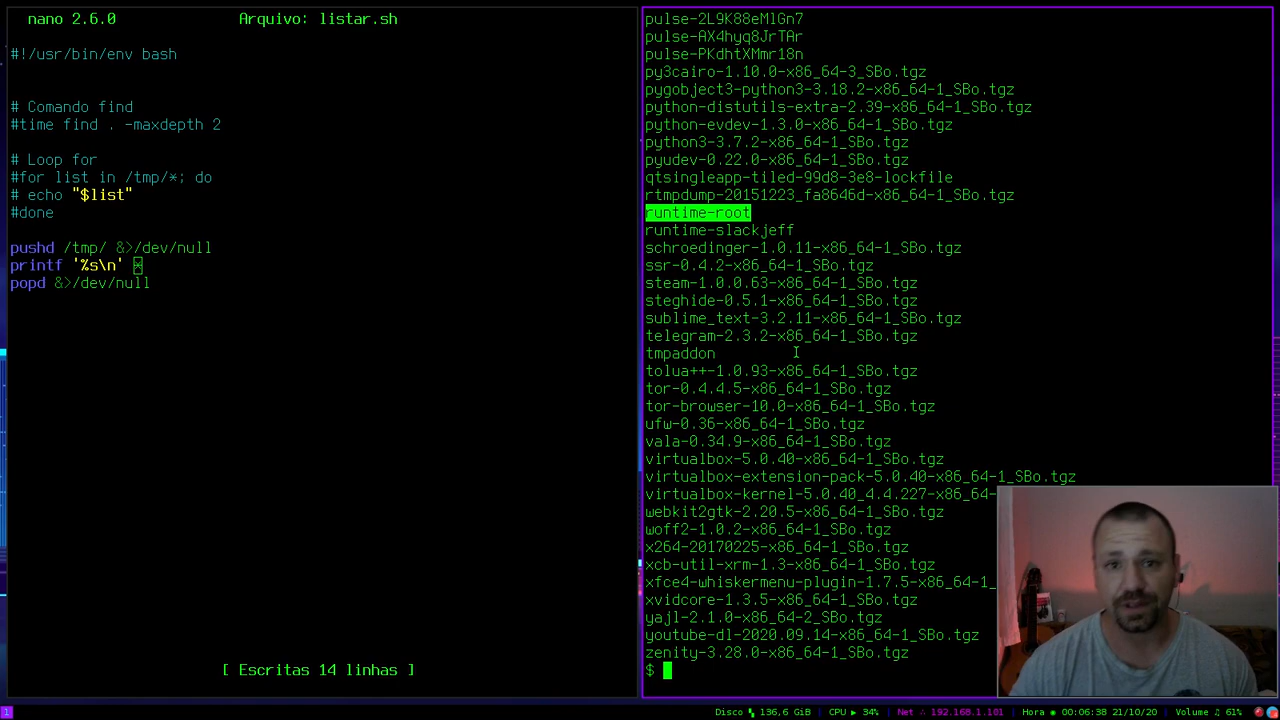 nano 2.6.0 Arquivo: listar.sh
#!/usr/bin/env bash
# Comando find
#time find . -maxdepth 2
# Loop for
#for list in /tmp/*; do
# echo "$list"
#done
pushd /tmp/ &>/dev/null
printf '%s\n' *
popd &>/dev/null
[ Escritas 14 linhas ]
pulse-2L9K88eMlGn7
pulse-AX4hyq8JrTAr
pulse-PKdhtXMmr18n
py3cairo-1.10.0-x86_64-3_SBo.tgz
pygobject3-python3-3.18.2-x86_64-1_SBo.tgz
python-distutils-extra-2.39-x86_64-1_SBo.tgz
python-evdev-1.3.0-x86_64-1_SBo.tgz
python3-3.7.2-x86_64-1_SBo.tgz
pyudev-0.22.0-x86_64-1_SBo.tgz
qtsingleapp-tiled-99d8-3e8-lockfile
rtmpdump-20151223_fa8646d-x86_64-1_SBo.tgz
runtime-root
runtime-slackjeff
schroedinger-1.0.11-x86_64-1_SBo.tgz
ssr-0.4.2-x86_64-1_SBo.tgz
steam-1.0.0.63-x86_64-1_SBo.tgz
steghide-0.5.1-x86_64-1_SBo.tgz
sublime_text-3.2.11-x86_64-1_SBo.tgz
telegram-2.3.2-x86_64-1_SBo.tgz
tmpaddon
tolua++-1.0.93-x86_64-1_SBo.tgz
tor-0.4.4.5-x86_64-1_SBo.tgz
tor-browser-10.0-x86_64-1_SBo.tgz
ufw-0.36-x86_64-1_SBo.tgz
vala-0.34.9-x86_64-1_SBo.tgz
virtualbox-5.0.40-x86_64-1_SBo.tgz
virtualbox-extension-pack-5.0.40-x86_64-1_SBo.tgz
virtualbox-kernel-5.0.40_4.4.227-x86_64-
webkit2gtk-2.20.5-x86_64-1_SBo.tgz
woff2-1.0.2-x86_64-1_SBo.tgz
x264-20170225-x86_64-1_SBo.tgz
xcb-util-xrm-1.3-x86_64-1_SBo.tgz
xfce4-whiskermenu-plugin-1.7.5-x86_64-1_
xvidcore-1.3.5-x86_64-1_SBo.tgz
yajl-2.1.0-x86_64-2_SBo.tgz
youtube-dl-2020.09.14-x86_64-1_SBo.tgz
zenity-3.28.0-x86_64-1_SBo.tgz
$
1 Disco 136,6 GiB | CPU ▶ 34% Net 192.168.1.101 | Hora ◉ 00:06:38 21/10/20 | Volume ♫ 61%